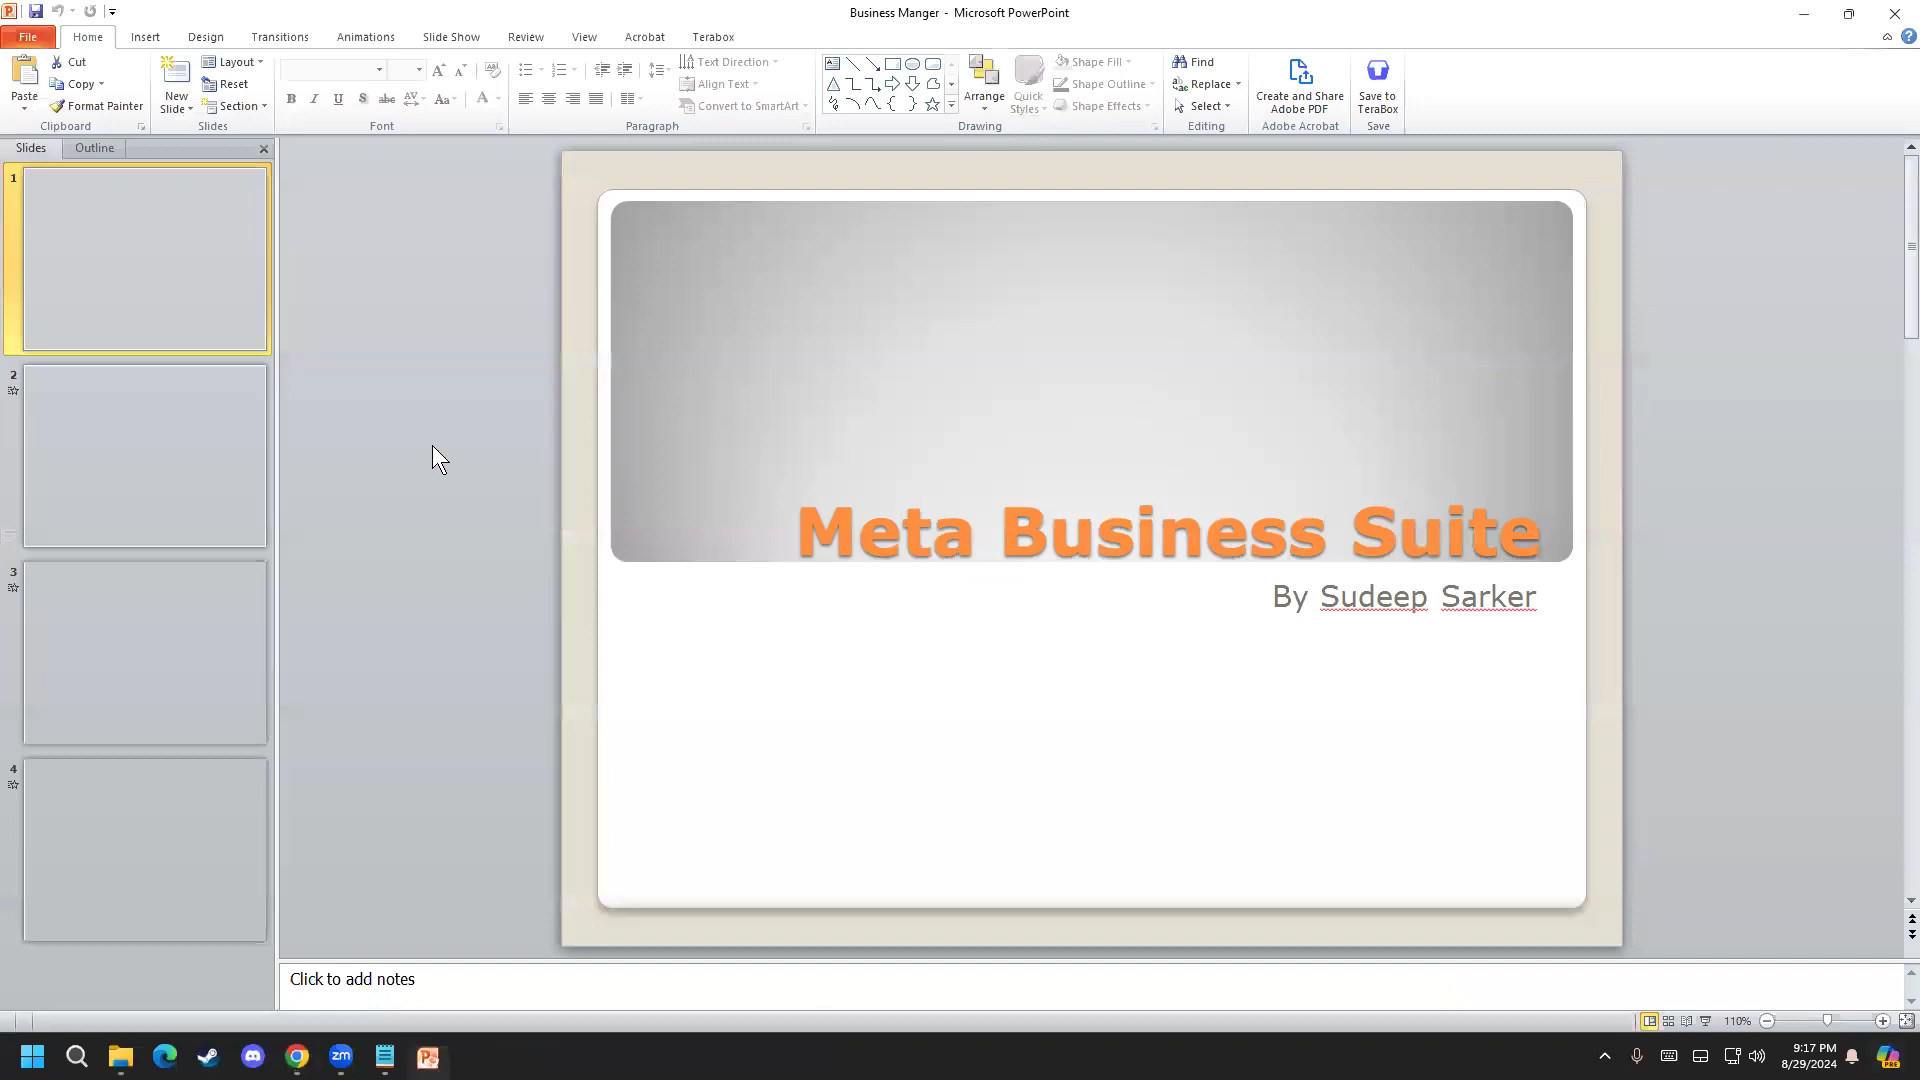 Business Manger - Microsoft PowerPoint
File Home Insert Design Transitions Animations Slide Show Review View Acrobat Terabox
Paste
Cut
Copy
Format Painter
Clipboard
New Slide
Layout
Reset
Section
Slides
B I U S abc AV Aa A
Font
Text Direction
Align Text
Convert to SmartArt
Paragraph
Arrange
Quick Styles
Shape Fill
Shape Outline
Shape Effects
Drawing
Find
Replace
Select
Editing
Create and Share Adobe PDF
Adobe Acrobat
Save to TeraBox
Save
Slides Outline
1
2
3
4
Meta Business Suite
By Sudeep Sarker
Click to add notes
110%
zm
9:17 PM
8/29/2024